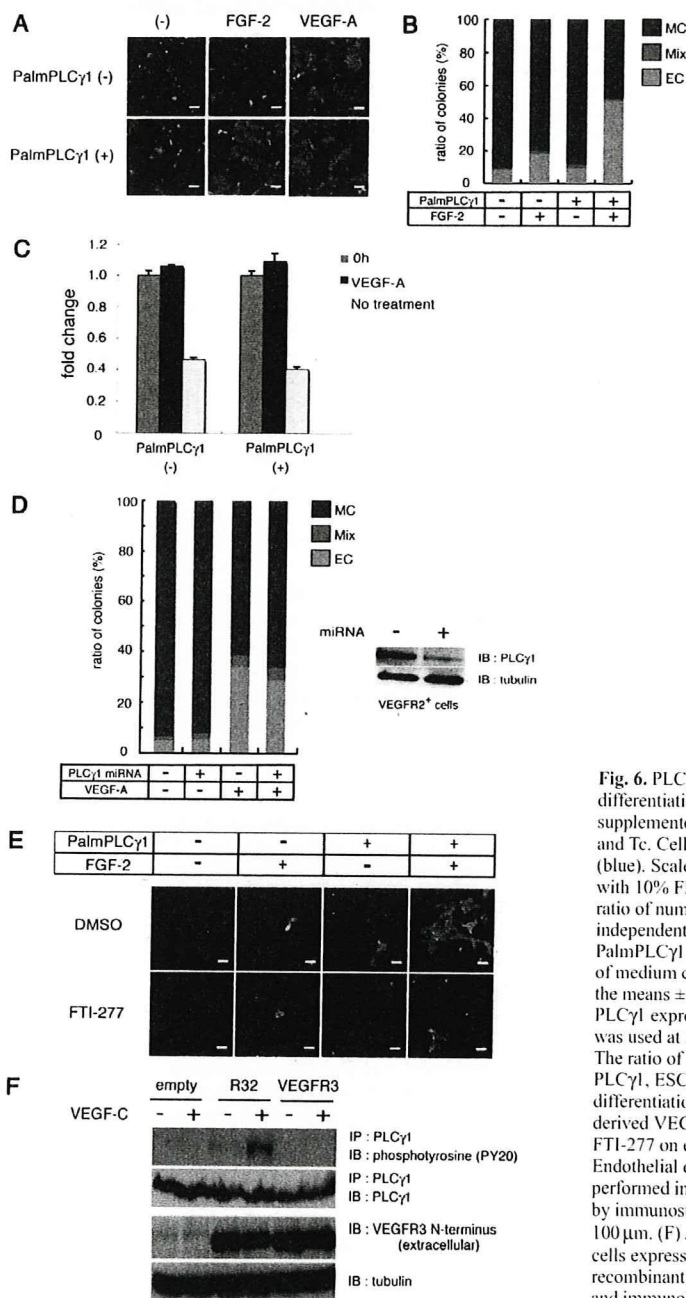 A
(-) FGF-2 VEGF-A
PalmPLCγ1 (-)
PalmPLCγ1 (+)
B
ratio of colonies (%)
100
80
60
40
20
0
MC
Mix
EC
PalmPLCγ1 - - + +
FGF-2 - + - +
C
fold change
1.2
1.0
0.8
0.6
0.4
0.2
0
0h
VEGF-A
No treatment
PalmPLCγ1 (-)
PalmPLCγ1 (+)
D
ratio of colonies (%)
100
80
60
40
20
0
MC
Mix
EC
PLCγ1 miRNA - + - +
VEGF-A - - + +
miRNA - +
IB : PLCγ1
IB : tubulin
VEGFR2+ cells
E
PalmPLCγ1 - - + +
FGF-2 - + - +
DMSO
FTI-277
F
empty R32 VEGFR3
VEGF-C - + - + - +
IP : PLCγ1
IB : phosphotyrosine (PY20)
IP : PLCγ1
IB : PLCγ1
IB : VEGFR3 N-terminus
(extracellular)
IB : tubulin
Fig. 6. PLC
differentiati
supplemente
and Tc. Cell
(blue). Scale
with 10% F
ratio of num
independent
PalmPLCγ1
of medium c
the means ±
PLCγ1 expre
was used at
The ratio of
PLCγ1, ESC
differentiatio
derived VEC
FTI-277 on c
Endothelial c
performed in
by immunos
100 μm. (F)
cells express
recombinant
and immuno